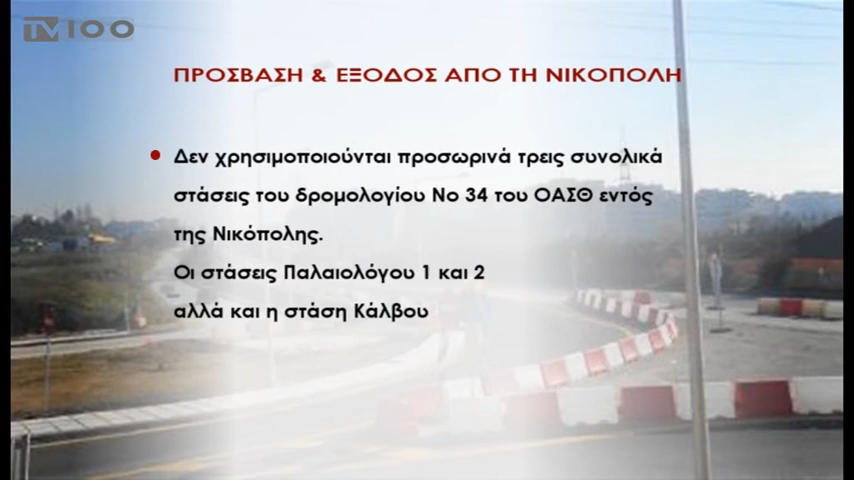 TV100
ΠΡΟΣΒΑΣΗ & ΕΞΟΔΟΣ ΑΠΟ ΤΗ ΝΙΚΟΠΟΛΗ
• Δεν χρησιμοποιούνται προσωρινά τρεις συνολικά
στάσεις του δρομολογίου Νο 34 του ΟΑΣΘ εντός
της Νικόπολης.
Οι στάσεις Παλαιολόγου 1 και 2
αλλά και η στάση Κάλβου